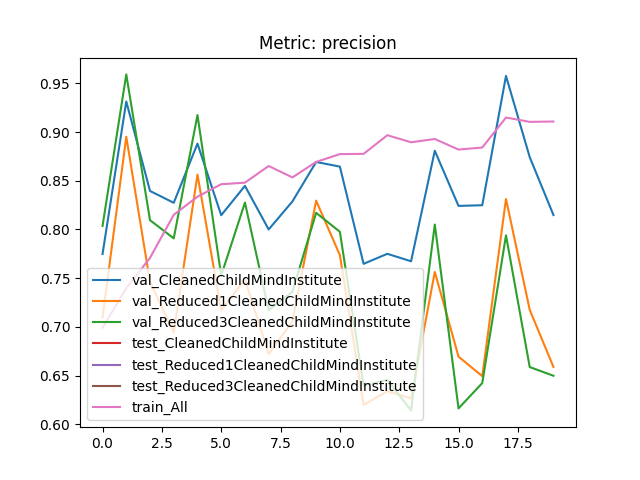 Metric: precision
0.95
0.90
0.85
0.80
0.75
0.70
0.65
0.60
val_CleanedChildMindInstitute
val_Reduced1CleanedChildMindInstitute
val_Reduced3CleanedChildMindInstitute
test_CleanedChildMindInstitute
test_Reduced1CleanedChildMindInstitute
test_Reduced3CleanedChildMindInstitute
train_All
0.0 2.5 5.0 7.5 10.0 12.5 15.0 17.5